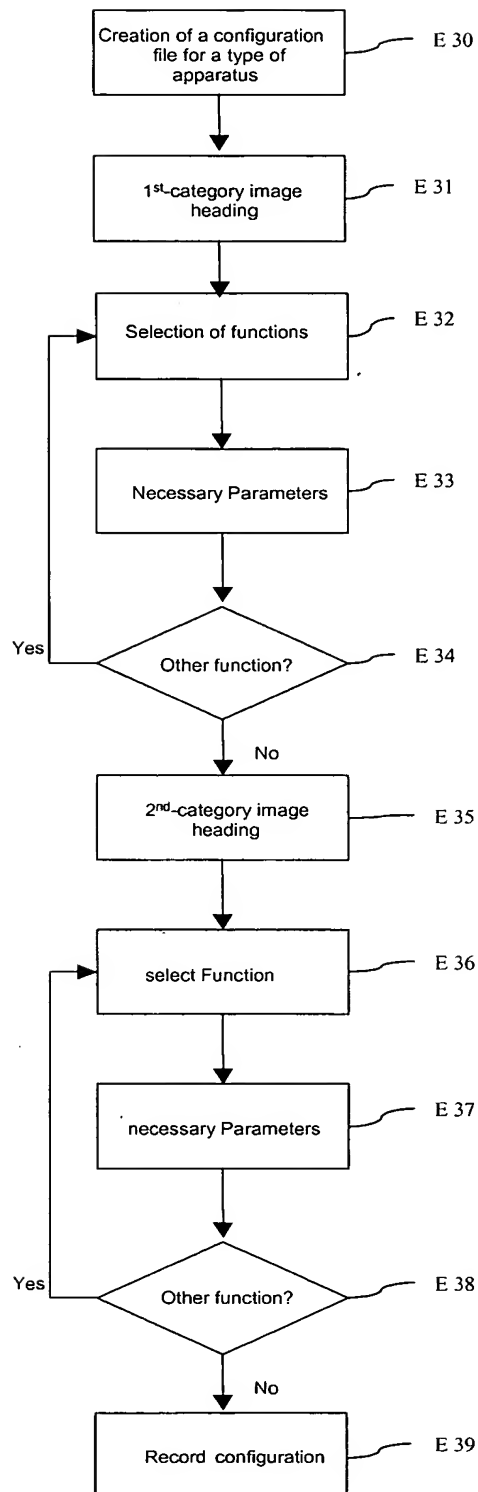 Creation of a configuration
file for a type of
apparatus
E 30
1st-category image
heading
E 31
Selection of functions
E 32
Necessary Parameters
E 33
Other function?
E 34
Yes
No
2nd-category image
heading
E 35
select Function
E 36
necessary Parameters
E 37
Other function?
E 38
Yes
No
Record configuration
E 39